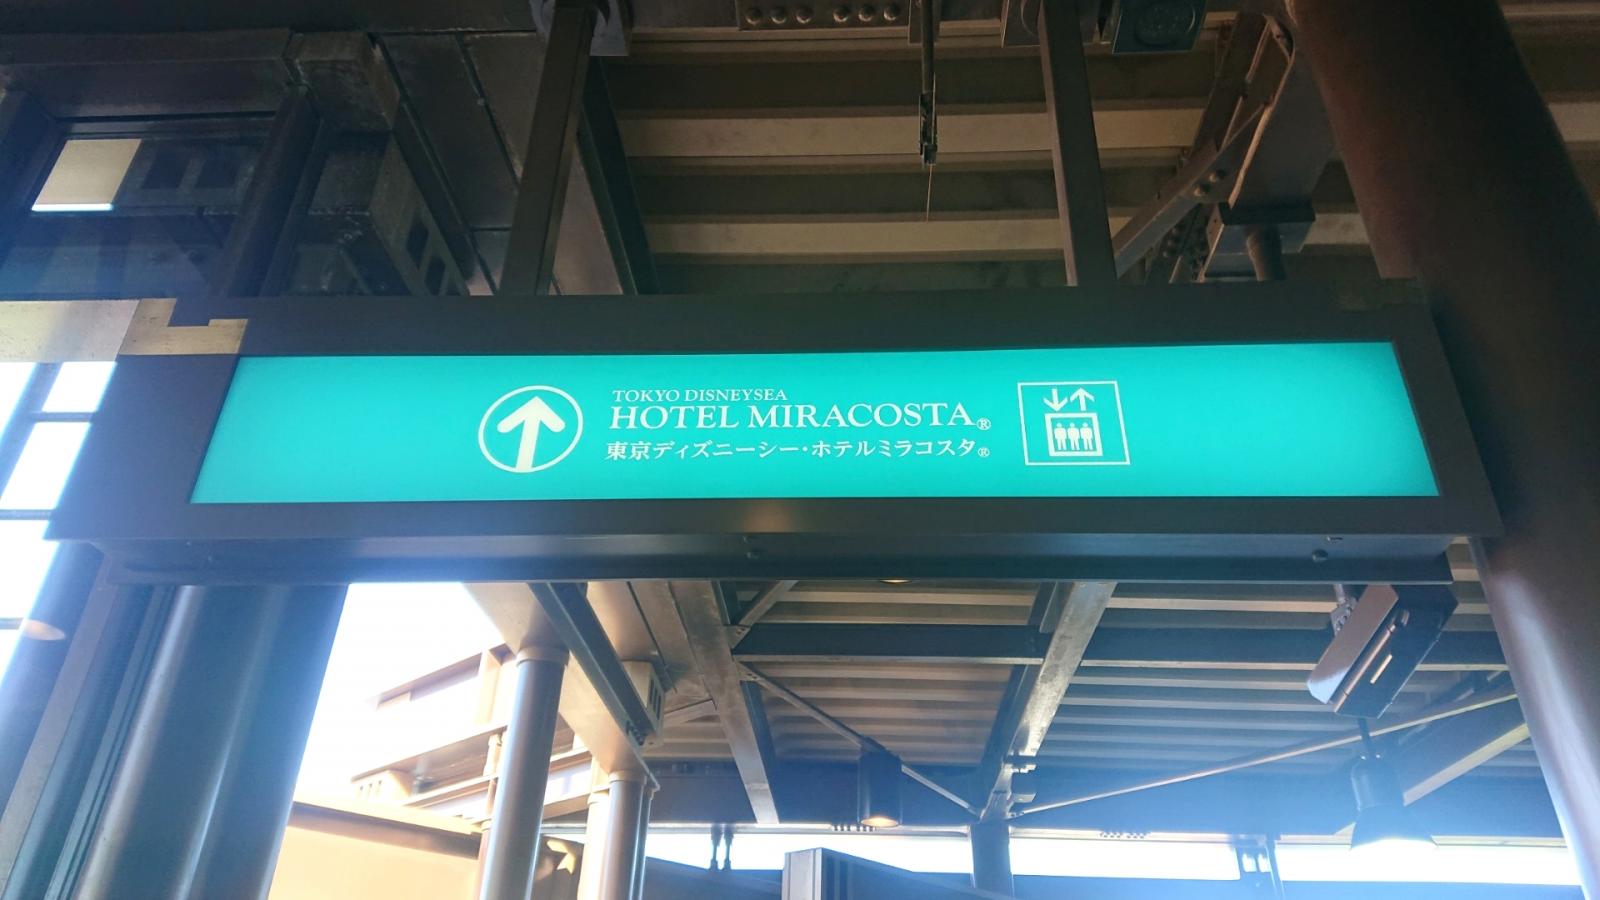 TOKYO DISNEYSEA
HOTEL MIRACOSTA®
東京ディズニーシー・ホテルミラコスタ®